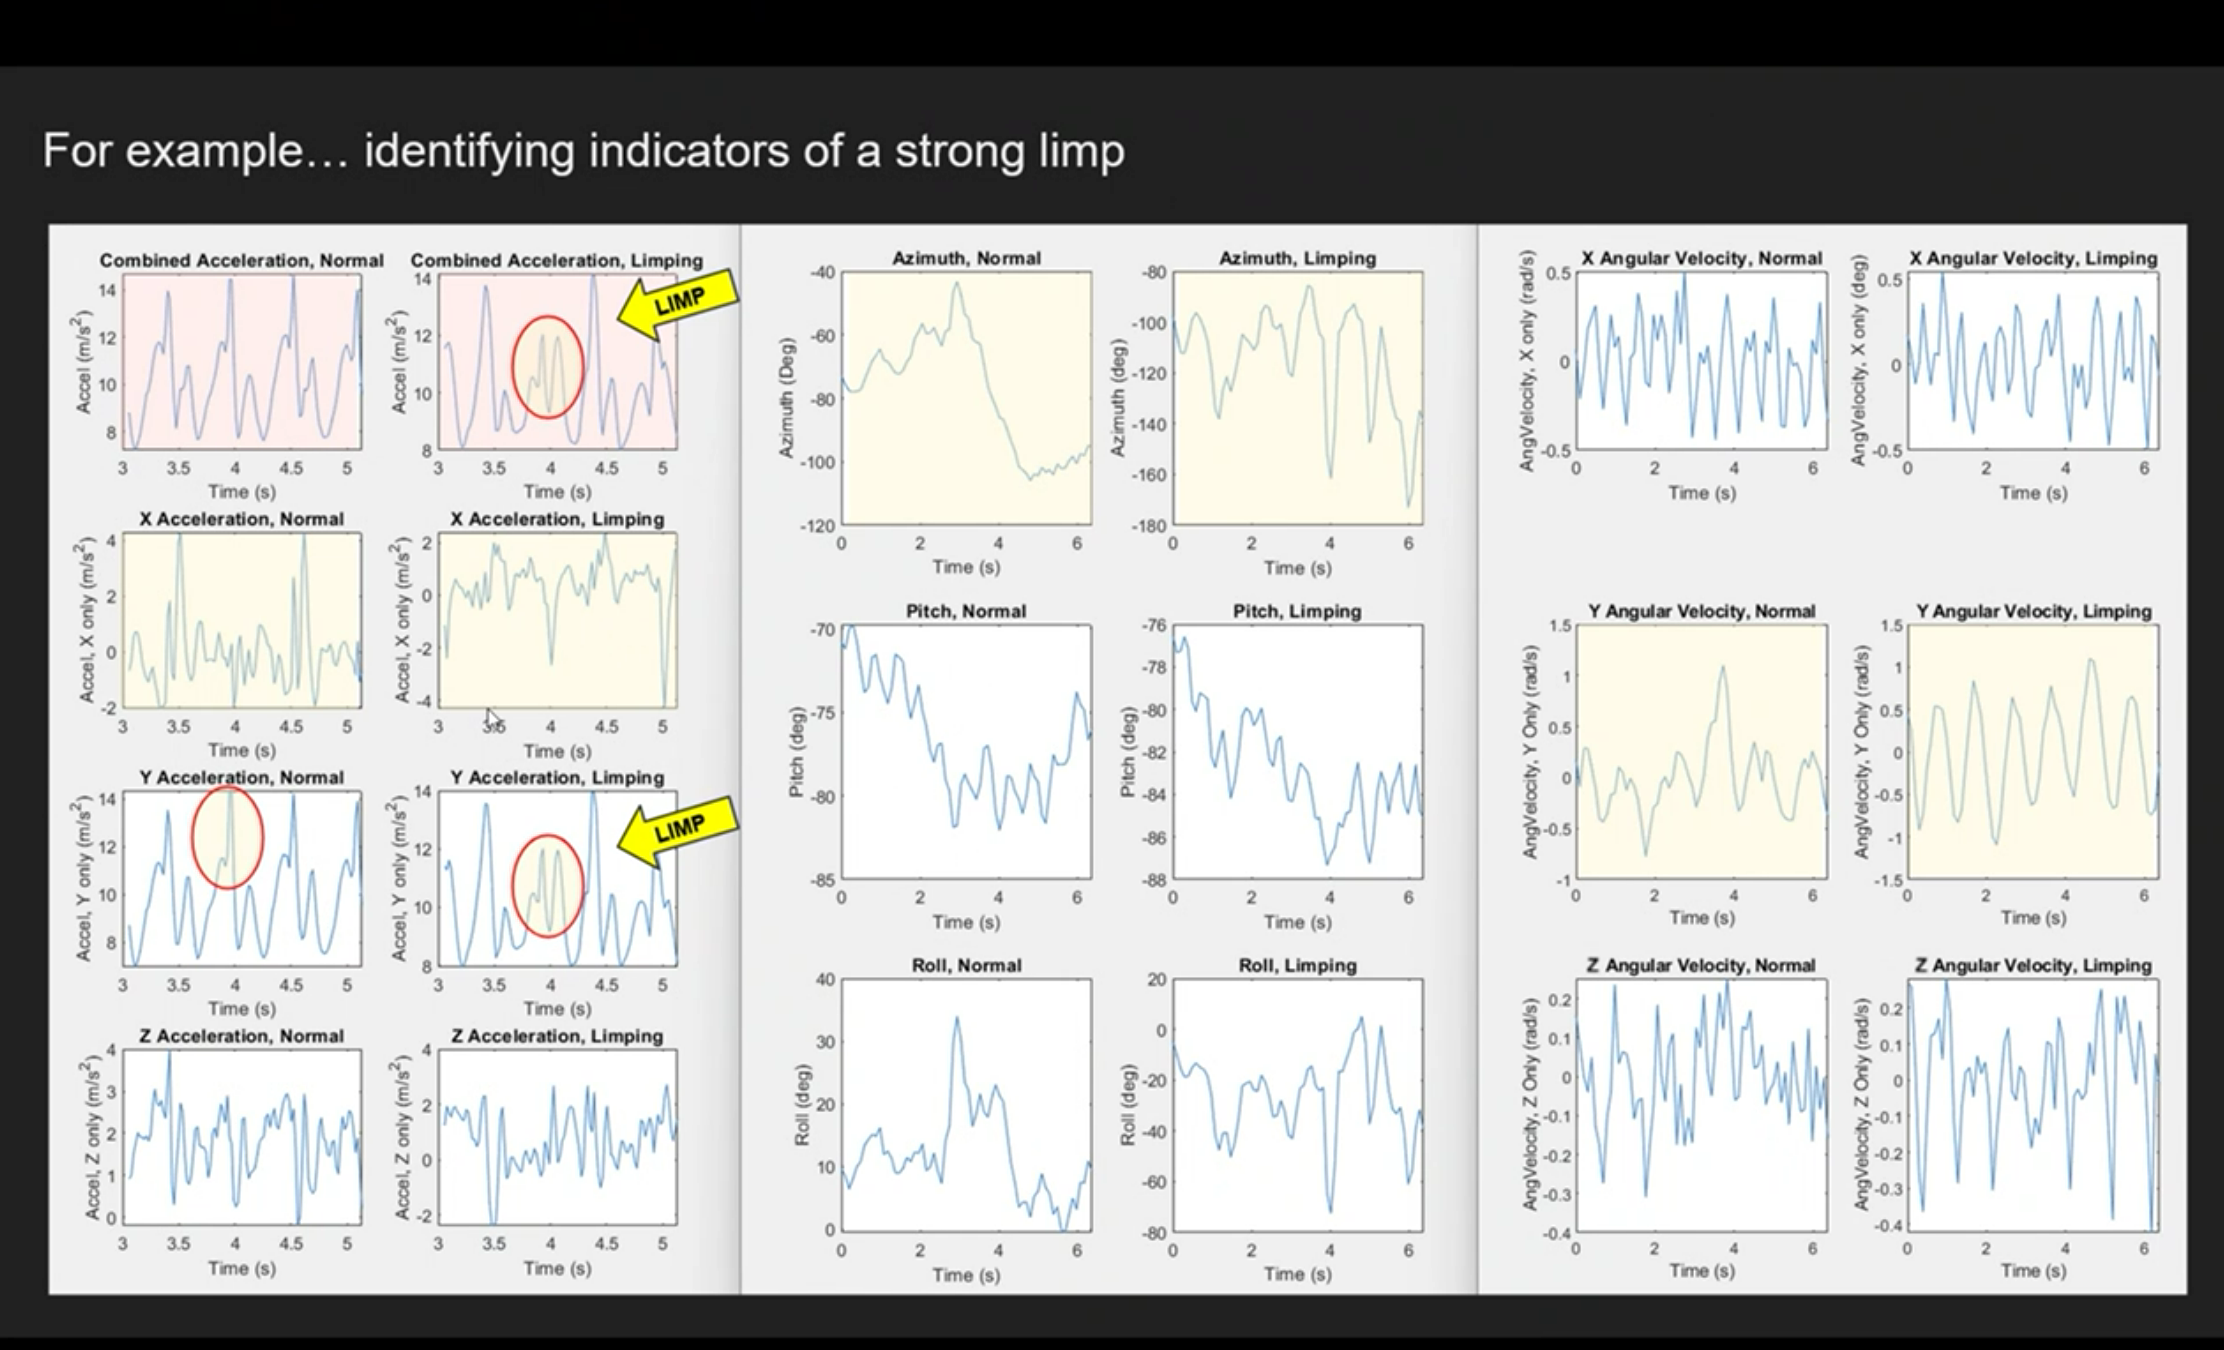 For example... identifying indicators of a strong limp
Combined Acceleration, Normal
14
12
10
8
Accel (m/s²)
3 3.5 4 4.5 5
Time (s)
Combined Acceleration, Limping
14
12
10
8
Accel (m/s²)
3 3.5 4 4.5 5
Time (s)
LIMP
X Acceleration, Normal
4
2
0
-2
Accel, X only (m/s²)
3 3.5 4 4.5 5
Time (s)
X Acceleration, Limping
2
0
-2
-4
Accel, X only (m/s²)
3 3.5 4 4.5 5
Time (s)
Y Acceleration, Normal
14
12
10
8
Accel, Y only (m/s²)
3 3.5 4 4.5 5
Time (s)
Y Acceleration, Limping
14
12
10
8
Accel, Y only (m/s²)
3 3.5 4 4.5 5
Time (s)
LIMP
Z Acceleration, Normal
4
3
2
1
0
Accel, Z only (m/s²)
3 3.5 4 4.5 5
Time (s)
Z Acceleration, Limping
4
2
0
-2
Accel, Z only (m/s²)
3 3.5 4 4.5 5
Time (s)
Azimuth, Normal
-40
-60
-80
-100
-120
Azimuth (Deg)
0 2 4 6
Time (s)
Azimuth, Limping
-80
-100
-120
-140
-160
-180
Azimuth (deg)
0 2 4 6
Time (s)
Pitch, Normal
-70
-75
-80
-85
Pitch (deg)
0 2 4 6
Time (s)
Pitch, Limping
-76
-78
-80
-82
-84
-86
-88
Pitch (deg)
0 2 4 6
Time (s)
Roll, Normal
40
30
20
10
0
Roll (deg)
0 2 4 6
Time (s)
Roll, Limping
20
0
-20
-40
-60
-80
Roll (deg)
0 2 4 6
Time (s)
X Angular Velocity, Normal
0.5
0
-0.5
AngVelocity, X only (rad/s)
0 2 4 6
Time (s)
X Angular Velocity, Limping
0.5
0
-0.5
AngVelocity, X only (deg)
0 2 4 6
Time (s)
Y Angular Velocity, Normal
1.5
1
0.5
0
-0.5
-1
AngVelocity, Y Only (rad/s)
0 2 4 6
Time (s)
Y Angular Velocity, Limping
1.5
1
0.5
0
-0.5
-1
-1.5
AngVelocity, Y Only (rad/s)
0 2 4 6
Time (s)
Z Angular Velocity, Normal
0.2
0.1
0
-0.1
-0.2
-0.3
-0.4
AngVelocity, Z Only (rad/s)
0 2 4 6
Time (s)
Z Angular Velocity, Limping
0.2
0.1
0
-0.1
-0.2
-0.3
-0.4
AngVelocity, Z Only (rad/s)
0 2 4 6
Time (s)